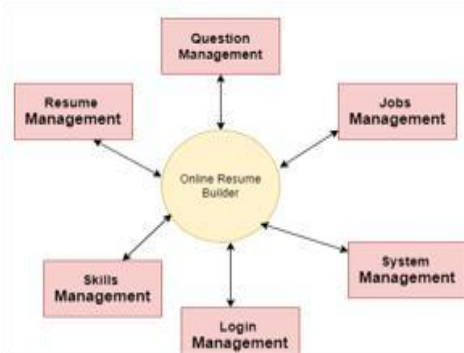 Question
Management
Resume
Management
Jobs
Management
Online Resume
Builder
Skills
Management
System
Management
Login
Management